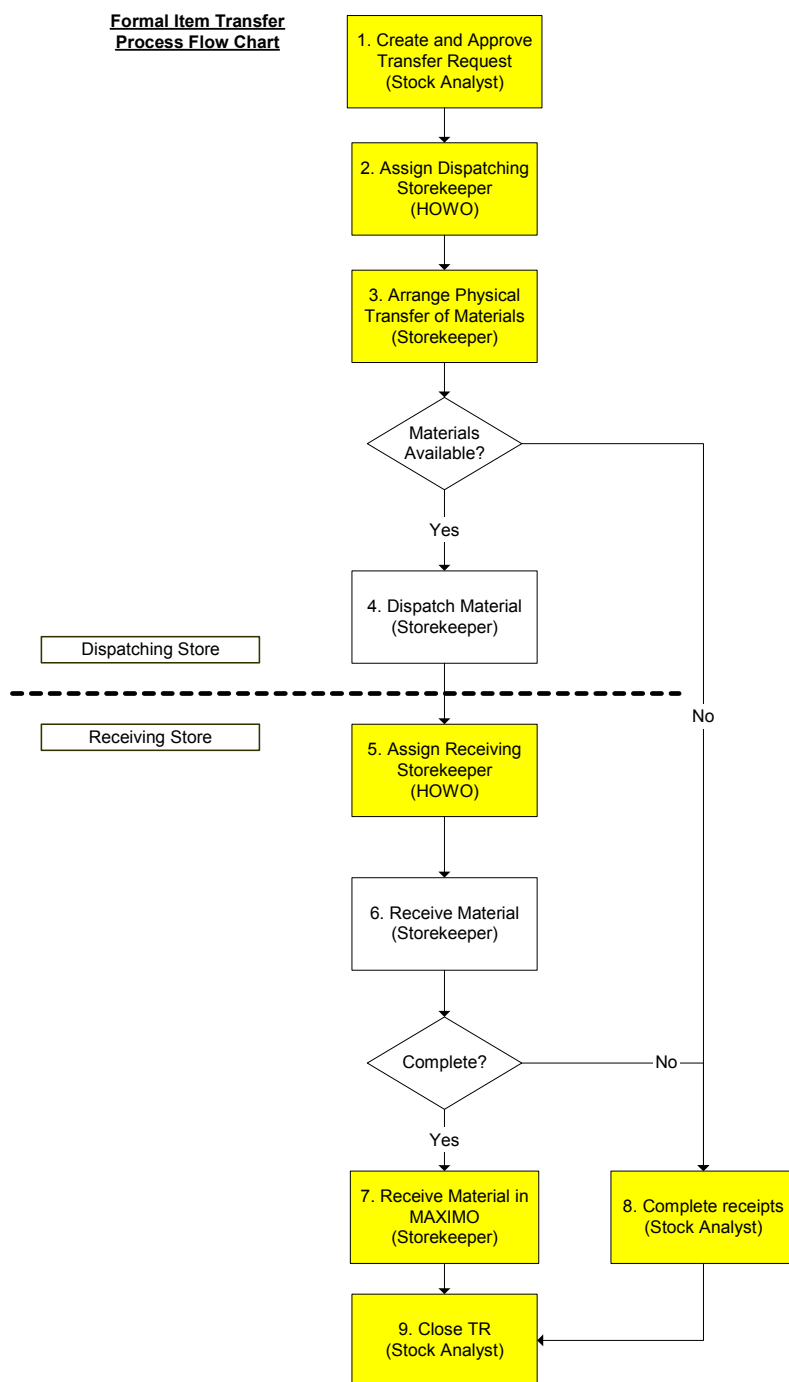 Formal Item Transfer
Process Flow Chart
1. Create and Approve
Transfer Request
(Stock Analyst)
2. Assign Dispatching
Storekeeper
(HOWO)
3. Arrange Physical
Transfer of Materials
(Storekeeper)
Materials
Available?
Yes
4. Dispatch Material
(Storekeeper)
Dispatching Store
No
Receiving Store
5. Assign Receiving
Storekeeper
(HOWO)
6. Receive Material
(Storekeeper)
Complete?
No
Yes
7. Receive Material in
MAXIMO
(Storekeeper)
8. Complete receipts
(Stock Analyst)
9. Close TR
(Stock Analyst)